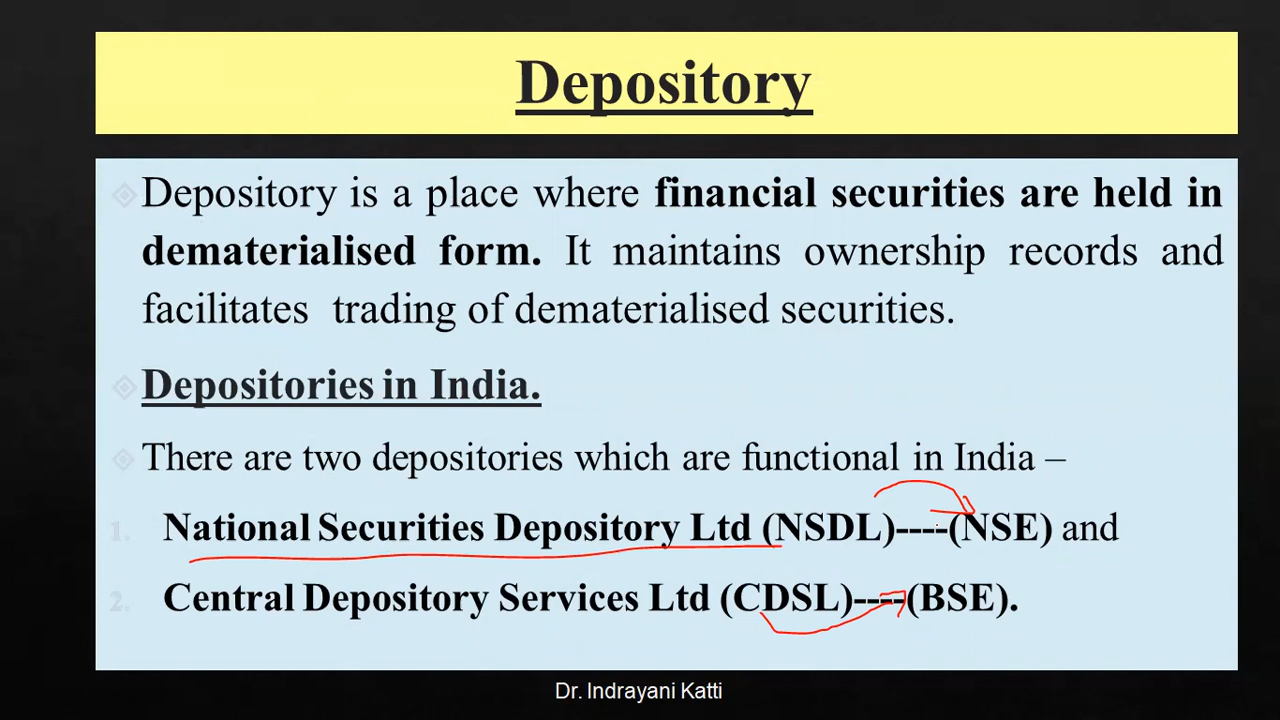 Depository
Depository is a place where financial securities are held in
dematerialised form. It maintains ownership records and
facilitates trading of dematerialised securities.
Depositories in India.
There are two depositories which are functional in India –
1. National Securities Depository Ltd (NSDL)----(NSE) and
2. Central Depository Services Ltd (CDSL)----(BSE).
Dr. Indrayani Katti